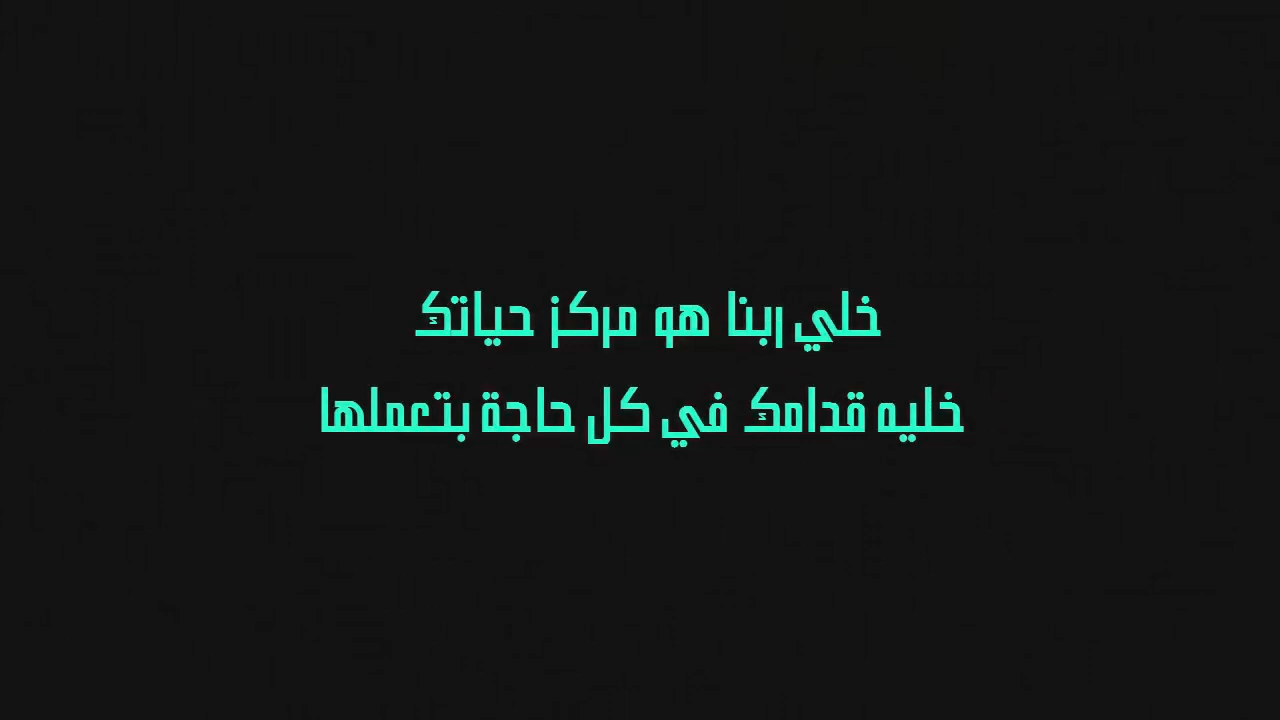 خلي ربنا هو مركز حياتك
خليه قدامك في كل حاجة بتعملها